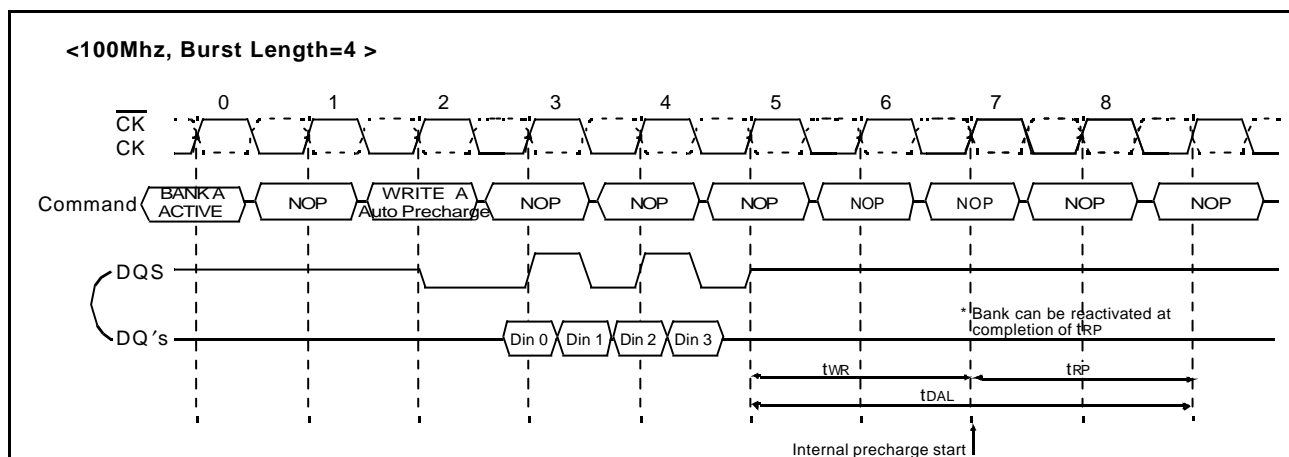 <100Mhz, Burst Length=4 >
0 1 2 3 4 5 6 7 8
CK
CK
Command
BANK A
ACTIVE
NOP
WRITE A
Auto Precharge
NOP
NOP
NOP
NOP
NOP
NOP
NOP
DQS
DQ's
Din 0
Din 1
Din 2
Din 3
* Bank can be reactivated at
completion of tRP
tWR
tRP
tDAL
Internal precharge start